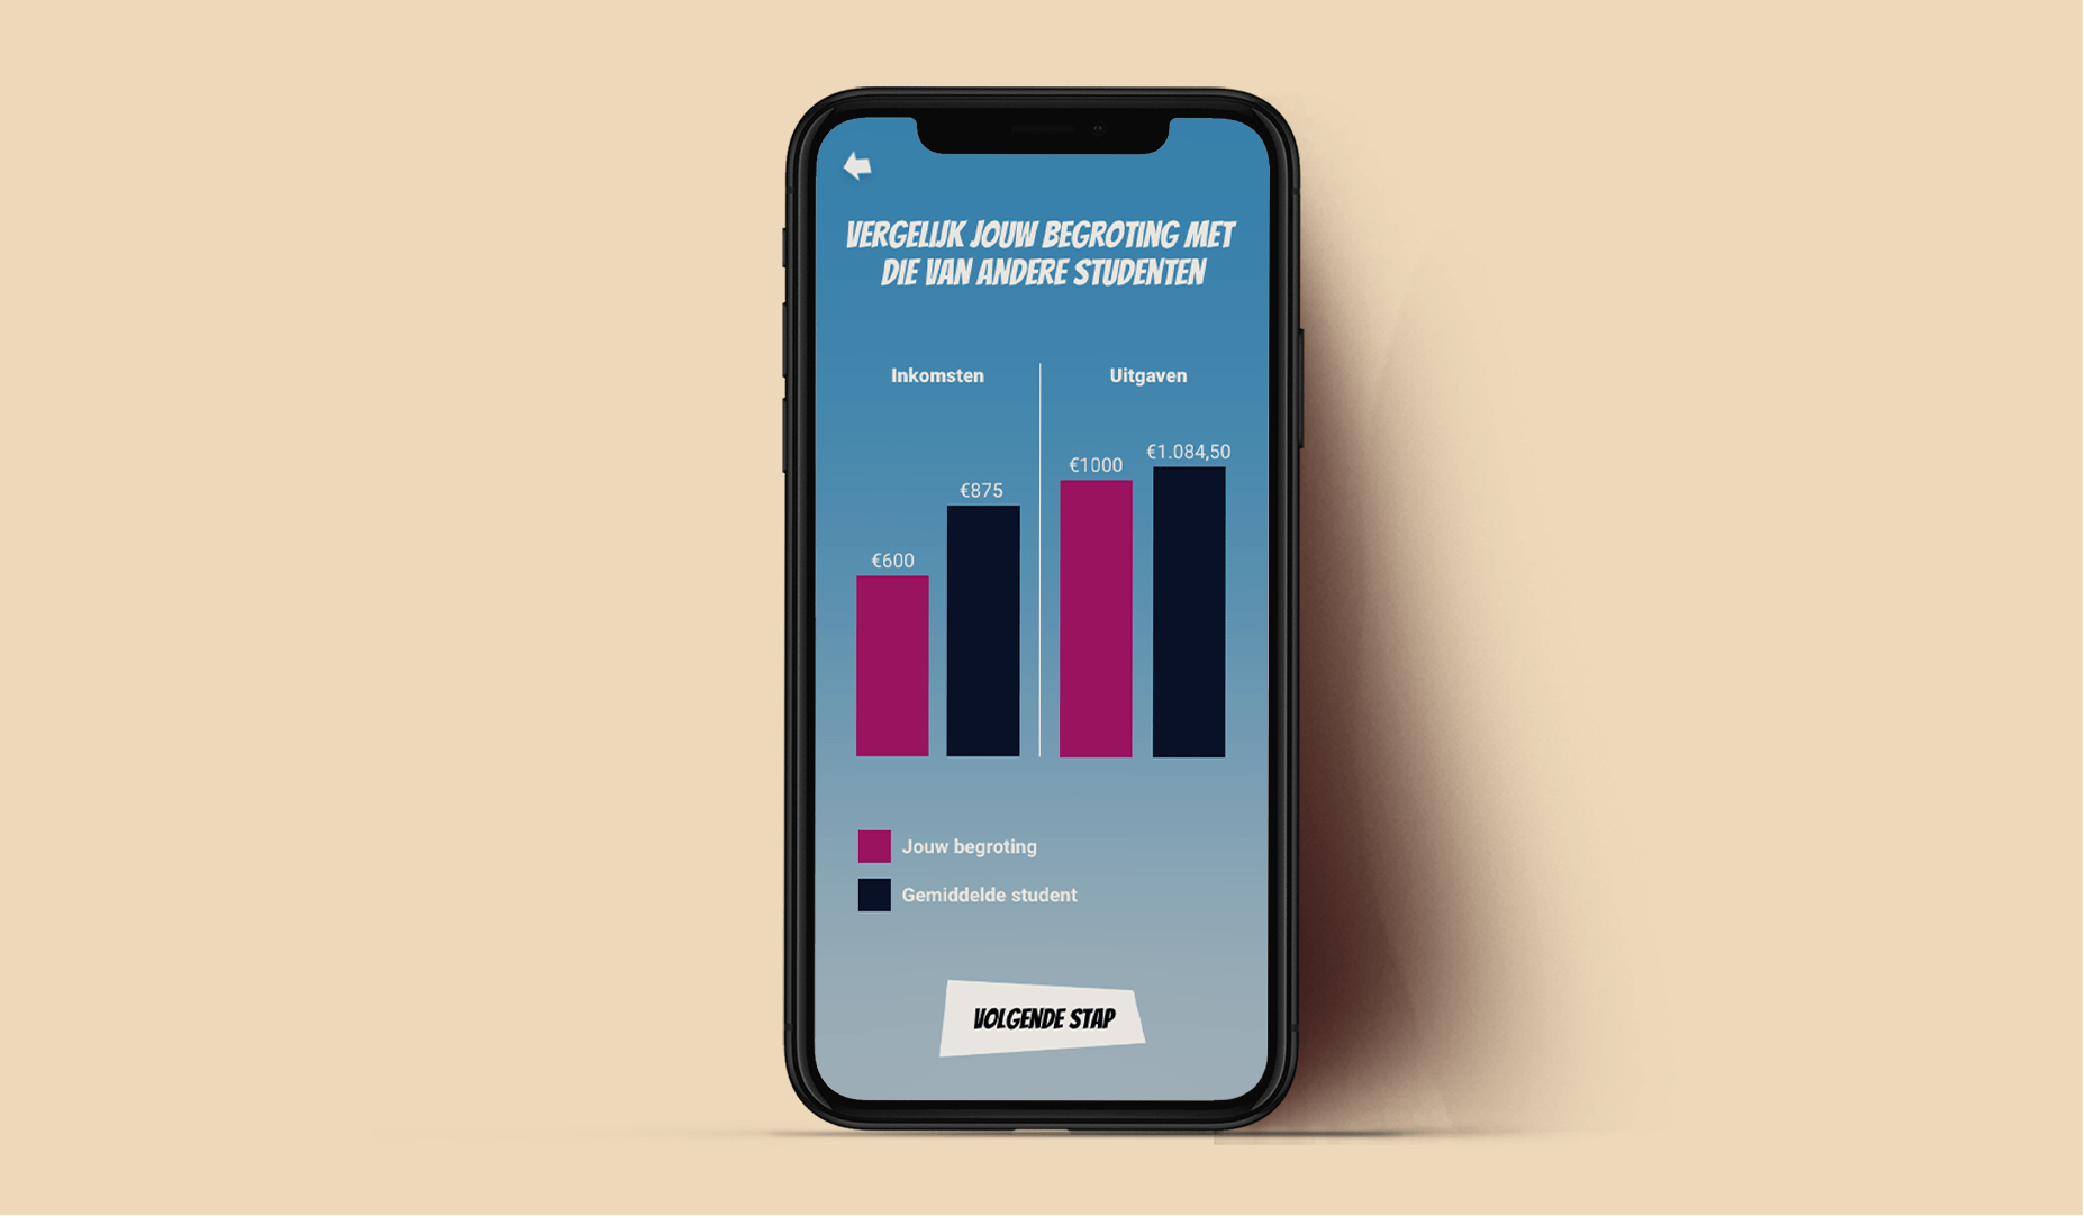 VERGELIJK JOUW BEGROTING MET
DIE VAN ANDERE STUDENTEN
Inkomsten
Uitgaven
€600
€875
€1000
€1.084,50
Jouw begroting
Gemiddelde student
VOLGENDE STAP